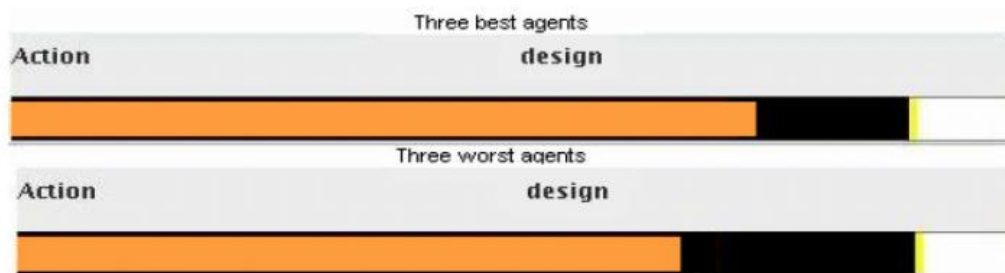 Three best agents
Action design
Three worst agents
Action design